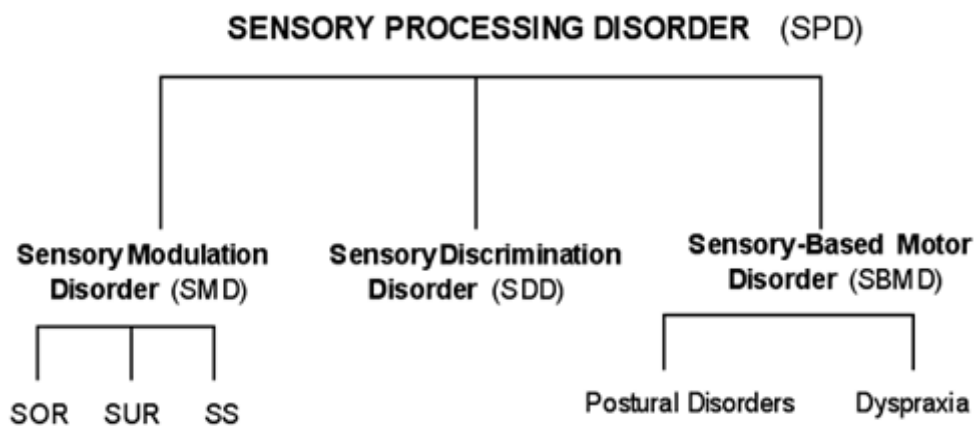 SENSORY PROCESSING DISORDER (SPD)
Sensory Modulation
Disorder (SMD)
Sensory Discrimination
Disorder (SDD)
Sensory-Based Motor
Disorder (SBMD)
SOR SUR SS
Postural Disorders Dyspraxia